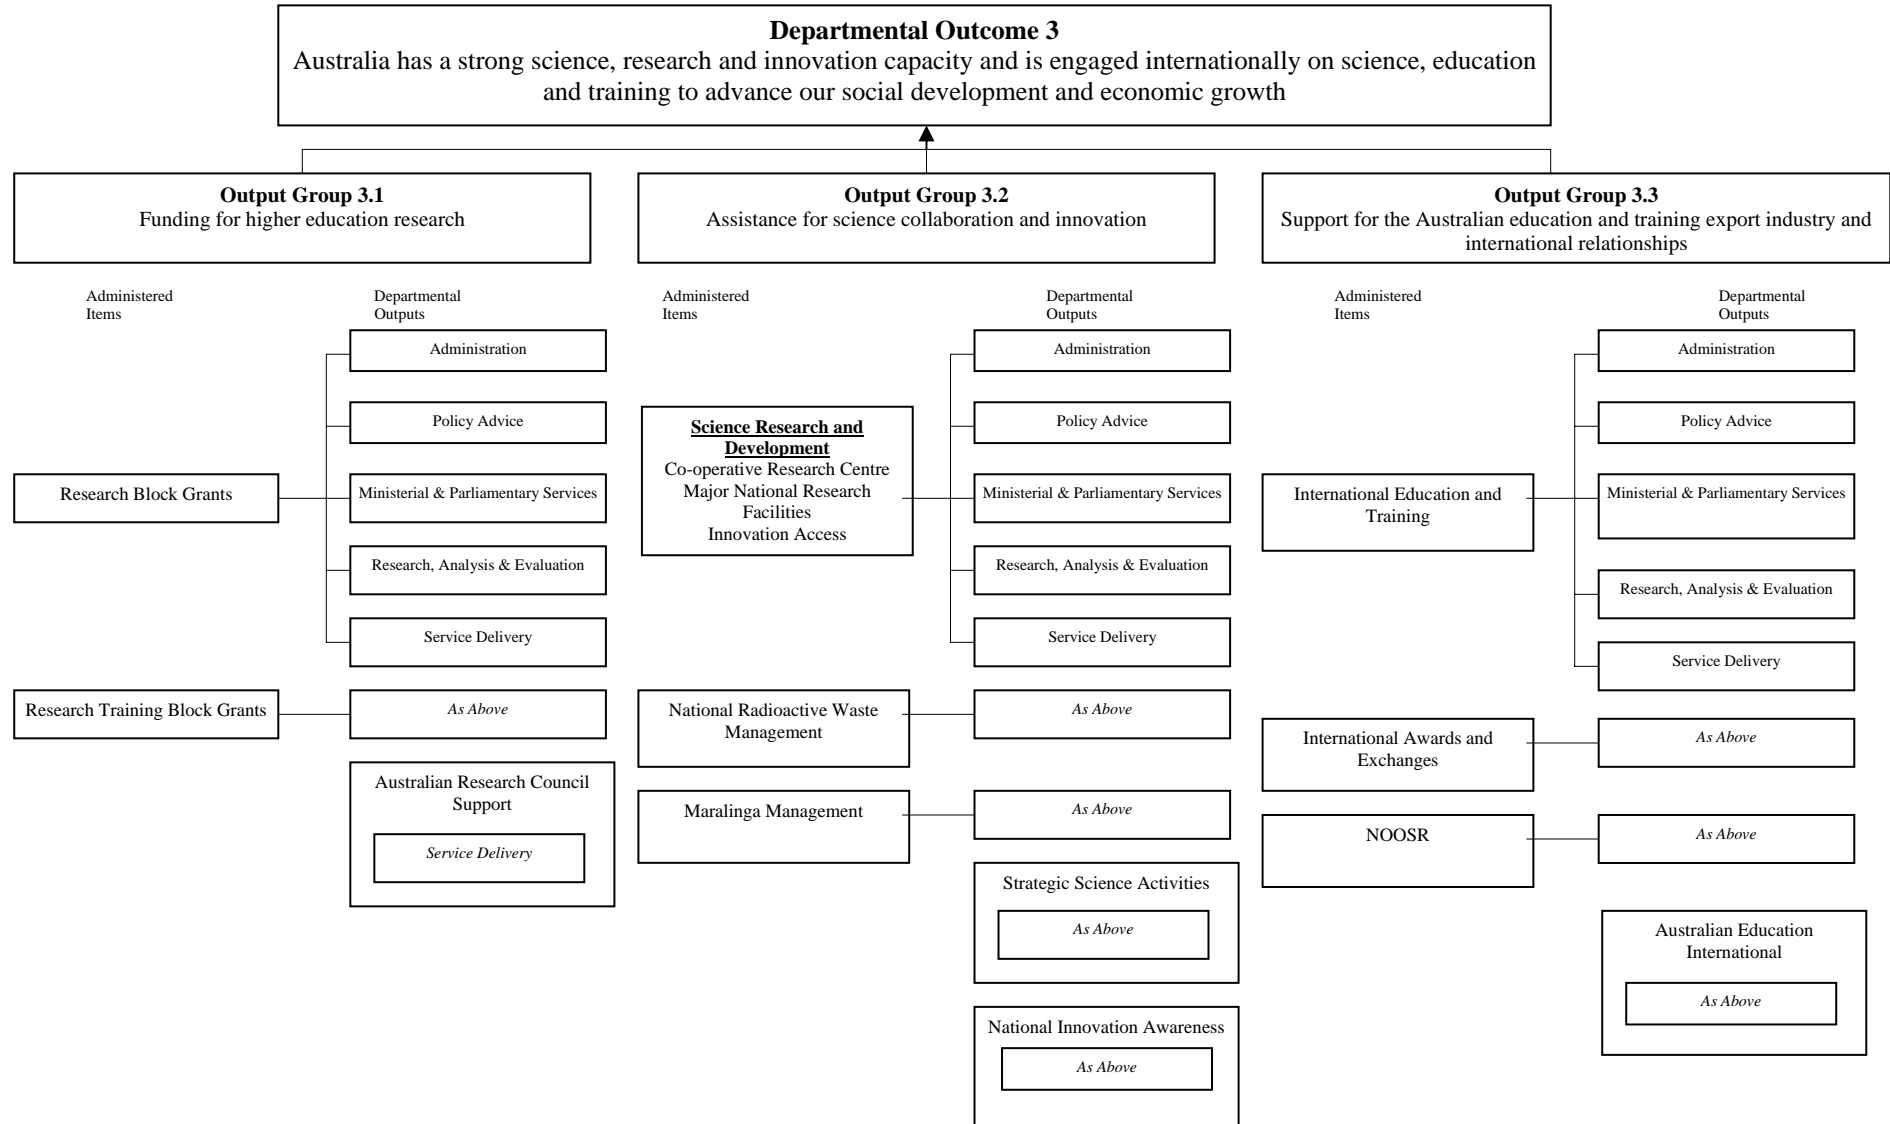 Departmental Outcome 3
Australia has a strong science, research and innovation capacity and is engaged internationally on science, education
and training to advance our social development and economic growth
Output Group 3.1
Funding for higher education research
Output Group 3.2
Assistance for science collaboration and innovation
Output Group 3.3
Support for the Australian education and training export industry and
international relationships
Administered
Items
Departmental
Outputs
Administration
Policy Advice
Research Block Grants
Ministerial & Parliamentary Services
Research, Analysis & Evaluation
Service Delivery
Research Training Block Grants
As Above
Australian Research Council
Support
Service Delivery
Administered
Items
Departmental
Outputs
Administration
Policy Advice
Science Research and
Development
Co-operative Research Centre
Major National Research
Facilities
Innovation Access
Ministerial & Parliamentary Services
Research, Analysis & Evaluation
Service Delivery
National Radioactive Waste
Management
As Above
Maralinga Management
As Above
Strategic Science Activities
As Above
National Innovation Awareness
As Above
Administered
Items
Departmental
Outputs
Administration
Policy Advice
International Education and
Training
Ministerial & Parliamentary Services
Research, Analysis & Evaluation
Service Delivery
International Awards and
Exchanges
As Above
NOOSR
As Above
Australian Education
International
As Above